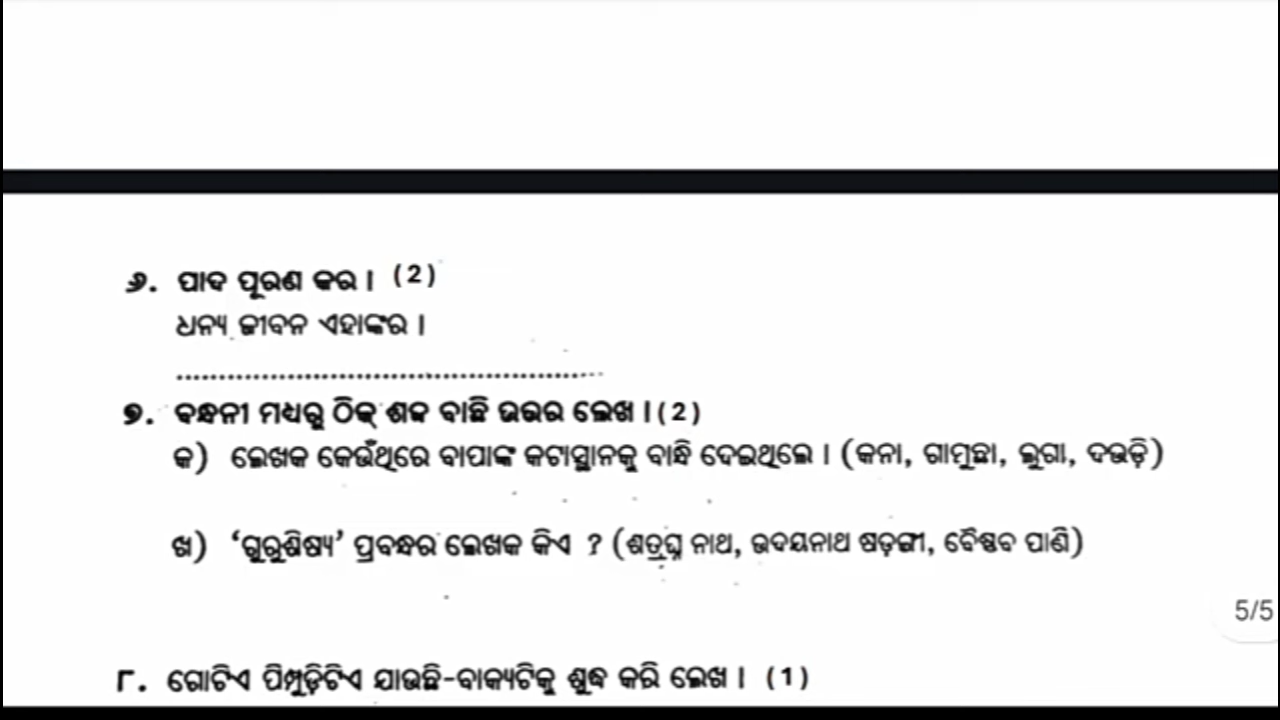 ୬. ପାଦ ପୂରଣ କର । (2)
ଧନ୍ୟ ଜୀବନ ଏହାଙ୍କର ।
......................................................
୭. ବନ୍ଧନୀ ମଧ୍ୟରୁ ଠିକ୍ ଶବ୍ଦ ବାଛି ଉତ୍ତର ଲେଖ । (2)
କ) ଲେଖକ କେଉଁଥିରେ ବାପାଙ୍କ କଟାସ୍ଥାନକୁ ବାନ୍ଧି ଦେଇଥିଲେ । (କନା, ଗାମୁଛା, ଲୁଗା, ଦଉଡ଼ି)
ଖ) ‘ଗୁରୁଶିଷ୍ୟ’ ପ୍ରବନ୍ଧର ଲେଖକ କିଏ ? (ଶତ୍ରୁଘ୍ନ ନାଥ, ଉଦୟନାଥ ଷଡ଼ଙ୍ଗୀ, ବୈଷ୍ଣବ ପାଣି)
5/5
୮. ଗୋଟିଏ ପିମ୍ପୁଡ଼ିଟିଏ ଯାଉଛି-ବାକ୍ୟଟିକୁ ଶୁଦ୍ଧ କରି ଲେଖ । (1)